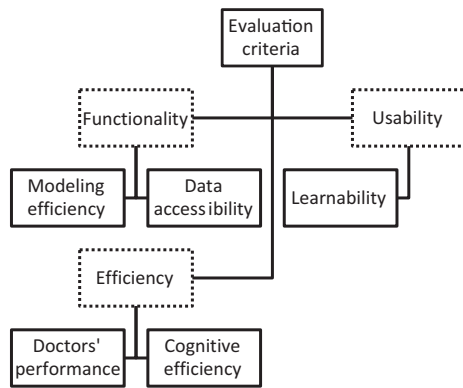 Evaluation
criteria
Functionality
Usability
Modeling
efficiency
Data
accessibility
Learnability
Efficiency
Doctors'
performance
Cognitive
efficiency